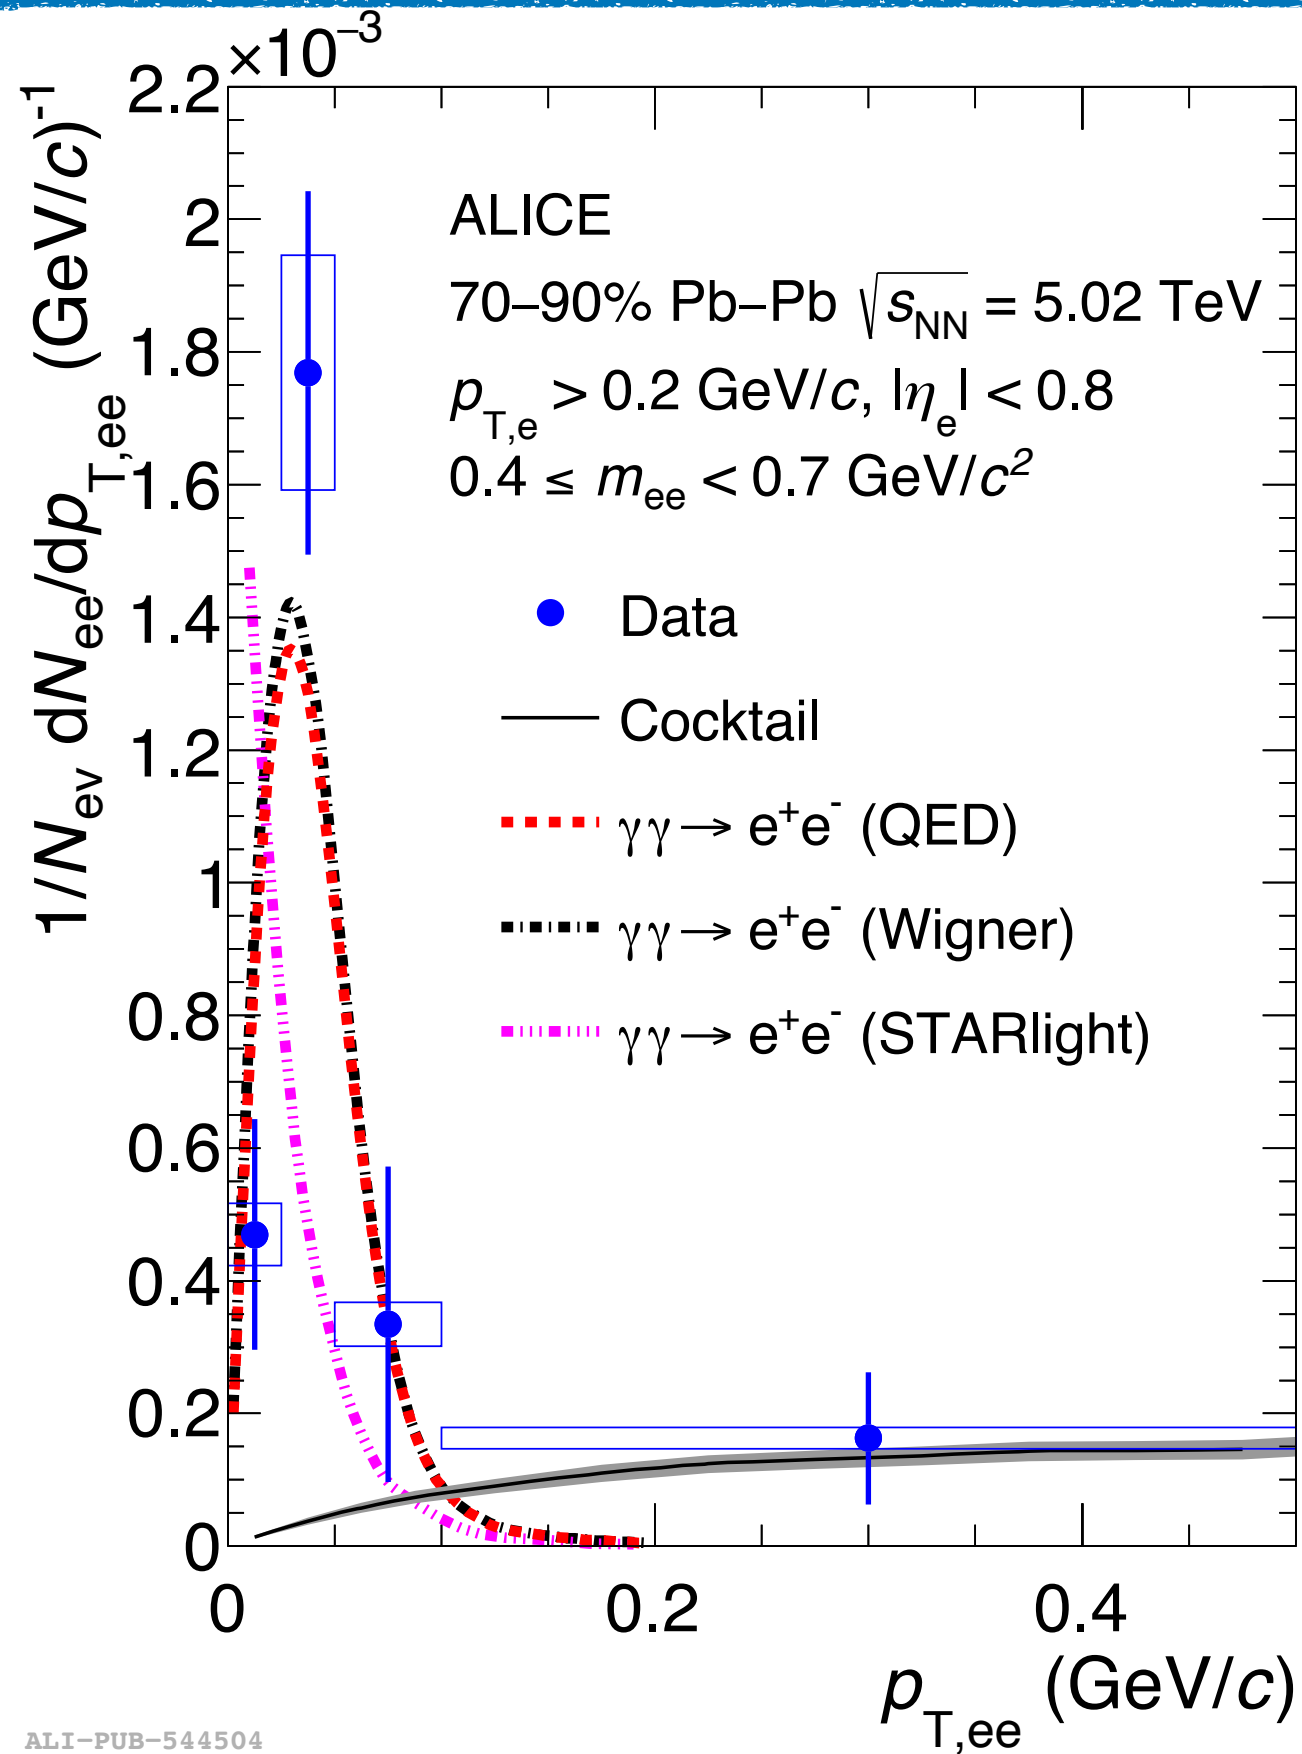 ×10⁻³
1/N_ev dN_ee/dp_T,ee (GeV/c)⁻¹
2.2
2
1.8
1.6
1.4
1.2
1
0.8
0.6
0.4
0.2
0
ALICE
70–90% Pb–Pb √s_NN = 5.02 TeV
p_T,e > 0.2 GeV/c, |η_e| < 0.8
0.4 ≤ m_ee < 0.7 GeV/c²
Data
Cocktail
γγ → e⁺e⁻ (QED)
γγ → e⁺e⁻ (Wigner)
γγ → e⁺e⁻ (STARlight)
0 0.2 0.4
p_T,ee (GeV/c)
ALI-PUB-544504